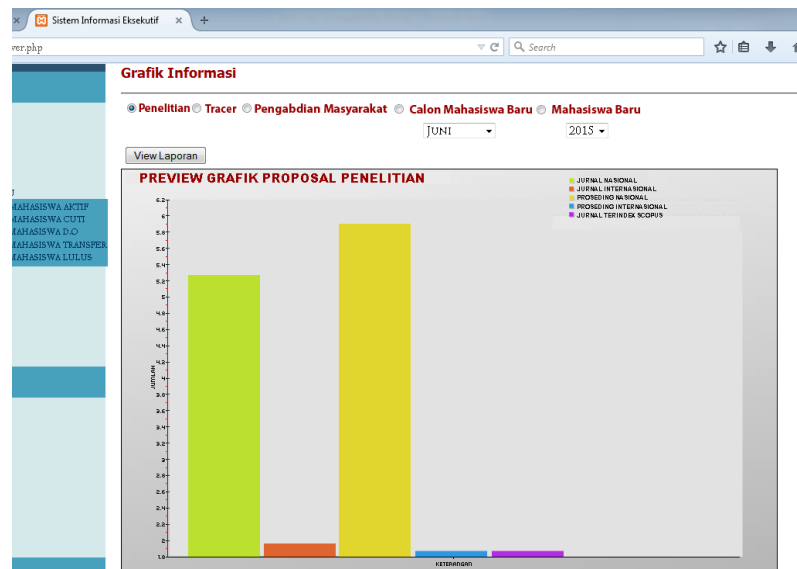 Sistem Informasi Eksekutif × +
ver.php
Search
Grafik Informasi
Penelitian Tracer Pengabdian Masyarakat Calon Mahasiswa Baru Mahasiswa Baru
JUNI 2015
View Laporan
MAHASISWA AKTIF
MAHASISWA CUTI
MAHASISWA D.O
MAHASISWA TRANSFER
MAHASISWA LULUS
PREVIEW GRAFIK PROPOSAL PENELITIAN
JURNAL NASIONAL
JURNAL INTERNASIONAL
PROSEDING NASIONAL
PROSEDING INTERNASIONAL
JURNAL TERINDEX SCOPUS
6.2
6
5.8
5.6
5.4
5.2
5
4.8
4.6
4.4
4.2
4
3.8
3.6
3.4
3.2
3
2.8
2.6
2.4
2.2
2
1.8
JUMLAH
KETERANGAN